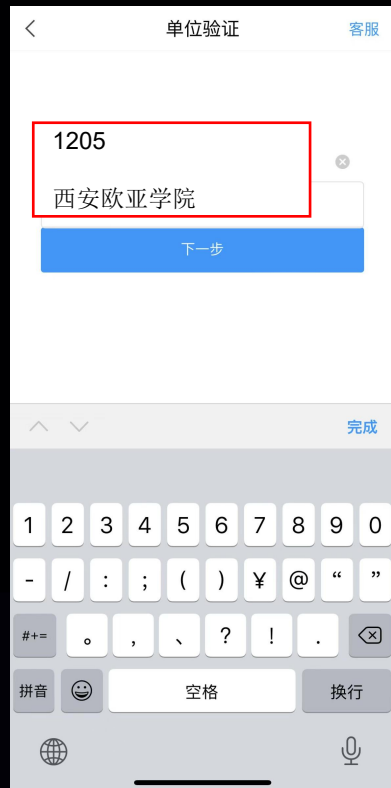 单位验证 客服
1205
西安欧亚学院
下一步
完成
1 2 3 4 5 6 7 8 9 0
- / : ; ( ) ¥ @ “ ”
#+= 。 , 、 ? ! .
拼音 空格 换行